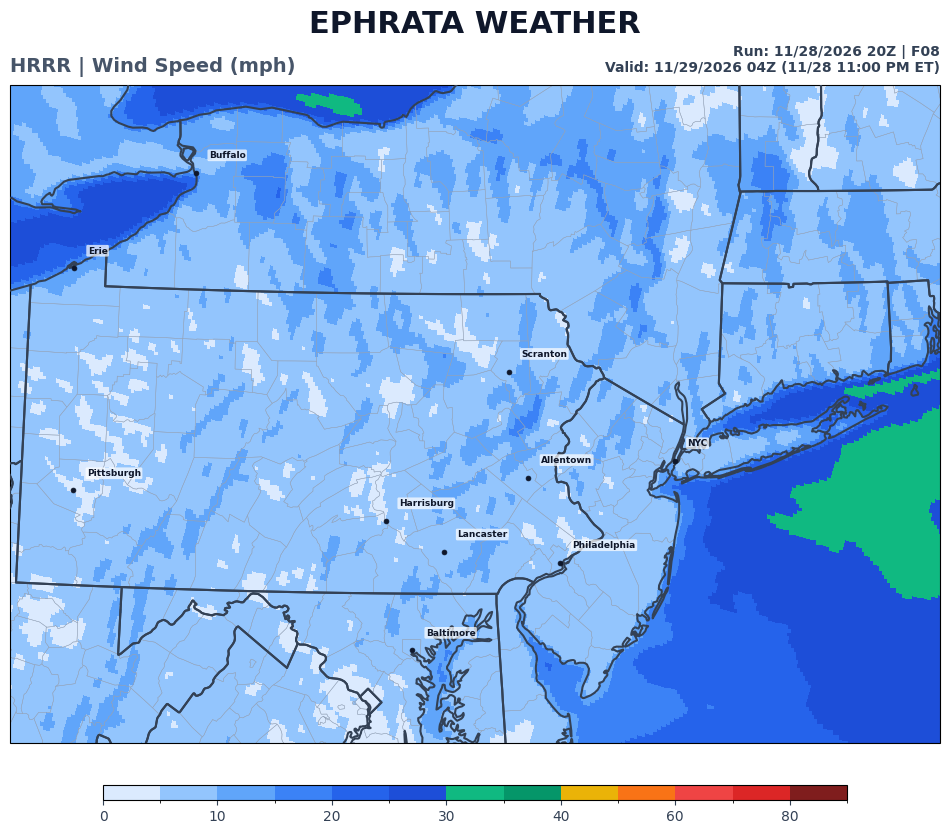 EPHRATA WEATHER
HRRR | Wind Speed (mph)
Run: 11/28/2026 20Z | F08
Valid: 11/29/2026 04Z (11/28 11:00 PM ET)
Buffalo
Erie
Scranton
NYC
Allentown
Pittsburgh
Harrisburg
Lancaster
Philadelphia
Baltimore
0 10 20 30 40 60 80